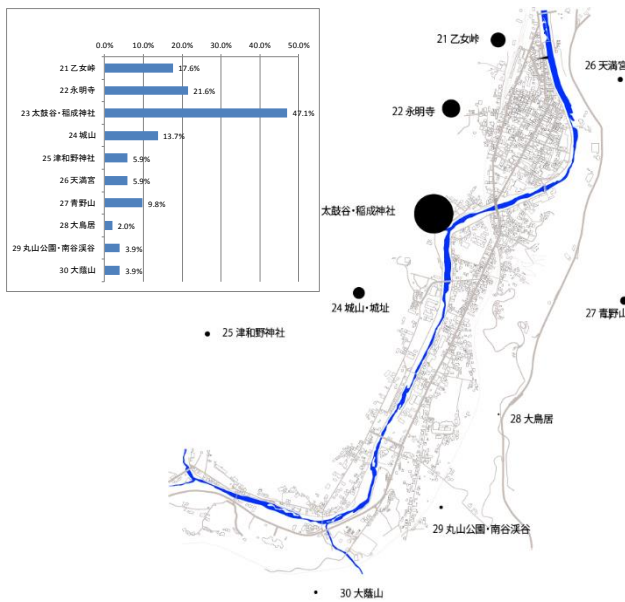 0.0% 10.0% 20.0% 30.0% 40.0% 50.0%
21 乙女峠 17.6%
22 永明寺 21.6%
23 太鼓谷・稲成神社 47.1%
24 城山 13.7%
25 津和野神社 5.9%
26 天満宮 5.9%
27 青野山 9.8%
28 大鳥居 2.0%
29 丸山公園・南谷渓谷 3.9%
30 大蔭山 3.9%
21 乙女峠
26 天満宮
22 永明寺
太鼓谷・稲成神社
24 城山・城址
27 青野山
25 津和野神社
28 大鳥居
29 丸山公園・南谷渓谷
30 大蔭山